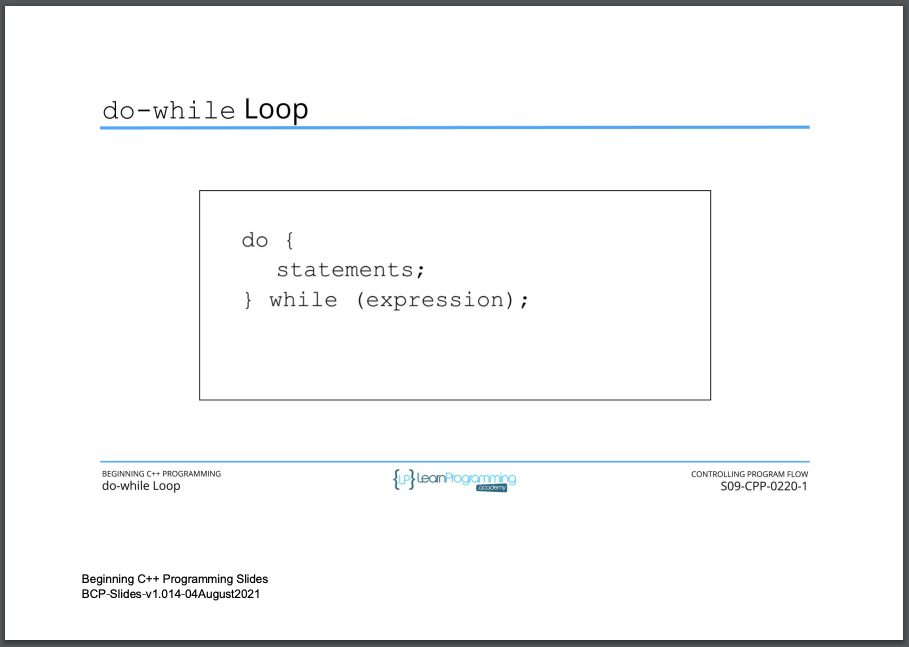 do-while Loop
do {
statements;
} while (expression);
BEGINNING C++ PROGRAMMING
do-while Loop
{LP}LearnProgramming
academy
CONTROLLING PROGRAM FLOW
S09-CPP-0220-1
Beginning C++ Programming Slides
BCP-Slides-v1.014-04August2021